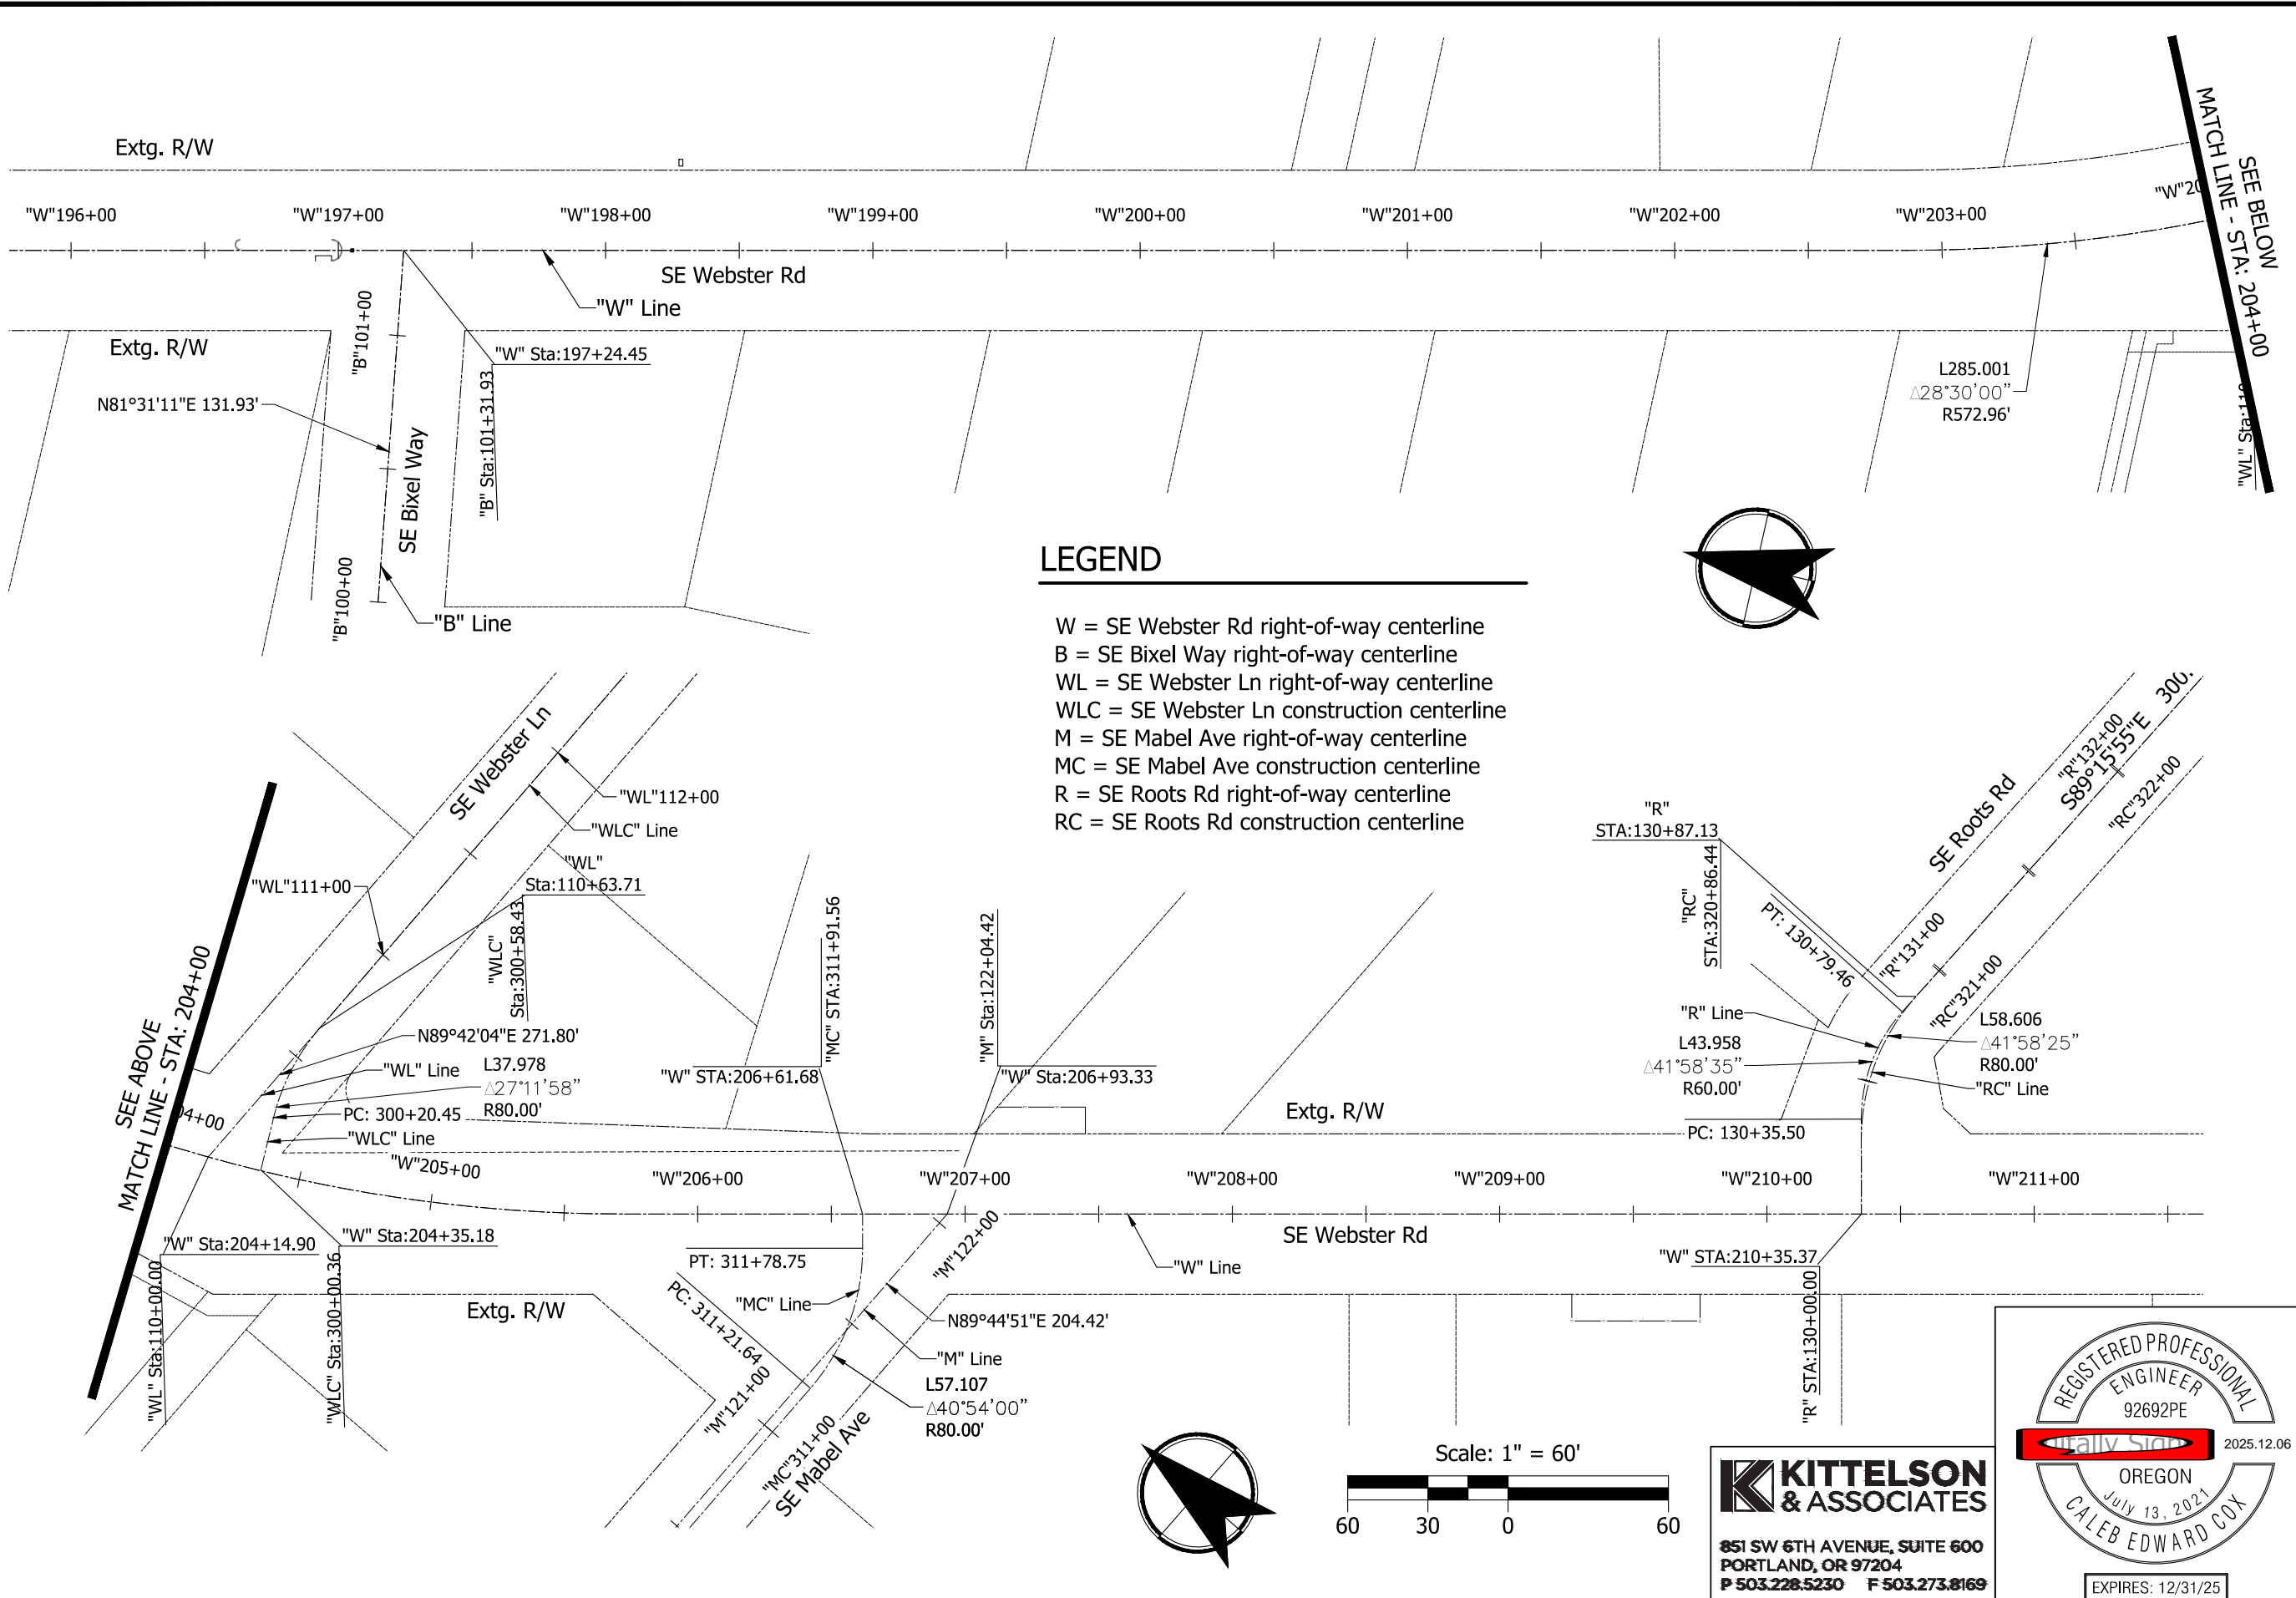 Extg. R/W
"W"196+00
"W"197+00
"W"198+00
"W"199+00
"W"200+00
"W"201+00
"W"202+00
"W"203+00
"W"20
MATCH LINE - STA: 204+00
SEE BELOW
SE Webster Rd
"W" Line
Extg. R/W
"B"101+00
"W" Sta:197+24.45
"B" Sta:101+31.93
N81°31'11"E 131.93'
SE Bixel Way
"B"100+00
"B" Line
L285.001
Δ28°30'00"
R572.96'
"WL" Sta:110
LEGEND
W = SE Webster Rd right-of-way centerline
B = SE Bixel Way right-of-way centerline
WL = SE Webster Ln right-of-way centerline
WLC = SE Webster Ln construction centerline
M = SE Mabel Ave right-of-way centerline
MC = SE Mabel Ave construction centerline
R = SE Roots Rd right-of-way centerline
RC = SE Roots Rd construction centerline
SE Webster Ln
"WL"112+00
"WLC" Line
"WL"
Sta:110+63.71
"WLC"
Sta:300+58.43
"WL"111+00
SEE ABOVE
MATCH LINE - STA: 204+00
04+00
N89°42'04"E 271.80'
"WL" Line
L37.978
Δ27°11'58"
R80.00'
PC: 300+20.45
"WLC" Line
"W"205+00
"W" Sta:204+14.90
"WL" Sta:110+00.00
"W" Sta:204+35.18
"WLC" Sta:300+00.36
Extg. R/W
"MC" STA:311+91.56
"W" STA:206+61.68
"M" Sta:122+04.42
"W" Sta:206+93.33
Extg. R/W
"W"206+00
"W"207+00
"W"208+00
"W"209+00
"W"210+00
"W"211+00
SE Webster Rd
"W" Line
PT: 311+78.75
PC: 311+21.64
"MC" Line
"M"122+00
N89°44'51"E 204.42'
"M" Line
L57.107
Δ40°54'00"
R80.00'
"M"121+00
"MC"311+00
SE Mabel Ave
"R"
STA:130+87.13
"RC"
STA:320+86.44
PT: 130+79.46
SE Roots Rd
"R"132+00
S89°15'55"E 300.
"RC"322+00
"R"131+00
"RC"321+00
"R" Line
L43.958
Δ41°58'35"
R60.00'
L58.606
Δ41°58'25"
R80.00'
"RC" Line
PC: 130+35.50
"W" STA:210+35.37
"R" STA:130+00.00
Scale: 1" = 60'
60 30 0 60
KITTELSON
& ASSOCIATES
851 SW 6TH AVENUE, SUITE 600
PORTLAND, OR 97204
P 503.228.5230 F 503.273.8169
REGISTERED PROFESSIONAL
ENGINEER
92692PE
2025.12.06
OREGON
July 13, 2021
CALEB EDWARD COX
EXPIRES: 12/31/25